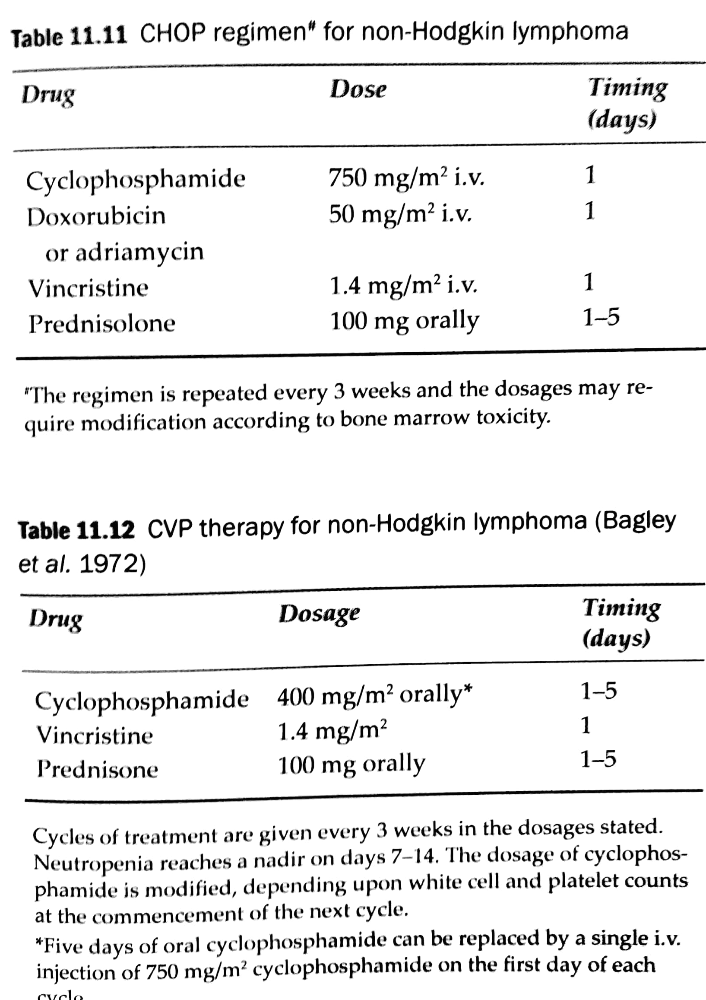 Table 11.11 CHOP regimen# for non-Hodgkin lymphoma
Drug Dose Timing
(days)
Cyclophosphamide 750 mg/m² i.v. 1
Doxorubicin 50 mg/m² i.v. 1
or adriamycin
Vincristine 1.4 mg/m² i.v. 1
Prednisolone 100 mg orally 1–5
#The regimen is repeated every 3 weeks and the dosages may re-
quire modification according to bone marrow toxicity.
Table 11.12 CVP therapy for non-Hodgkin lymphoma (Bagley
et al. 1972)
Drug Dosage Timing
(days)
Cyclophosphamide 400 mg/m² orally* 1–5
Vincristine 1.4 mg/m² 1
Prednisone 100 mg orally 1–5
Cycles of treatment are given every 3 weeks in the dosages stated.
Neutropenia reaches a nadir on days 7–14. The dosage of cyclophos-
phamide is modified, depending upon white cell and platelet counts
at the commencement of the next cycle.
*Five days of oral cyclophosphamide can be replaced by a single i.v.
injection of 750 mg/m² cyclophosphamide on the first day of each
cycle